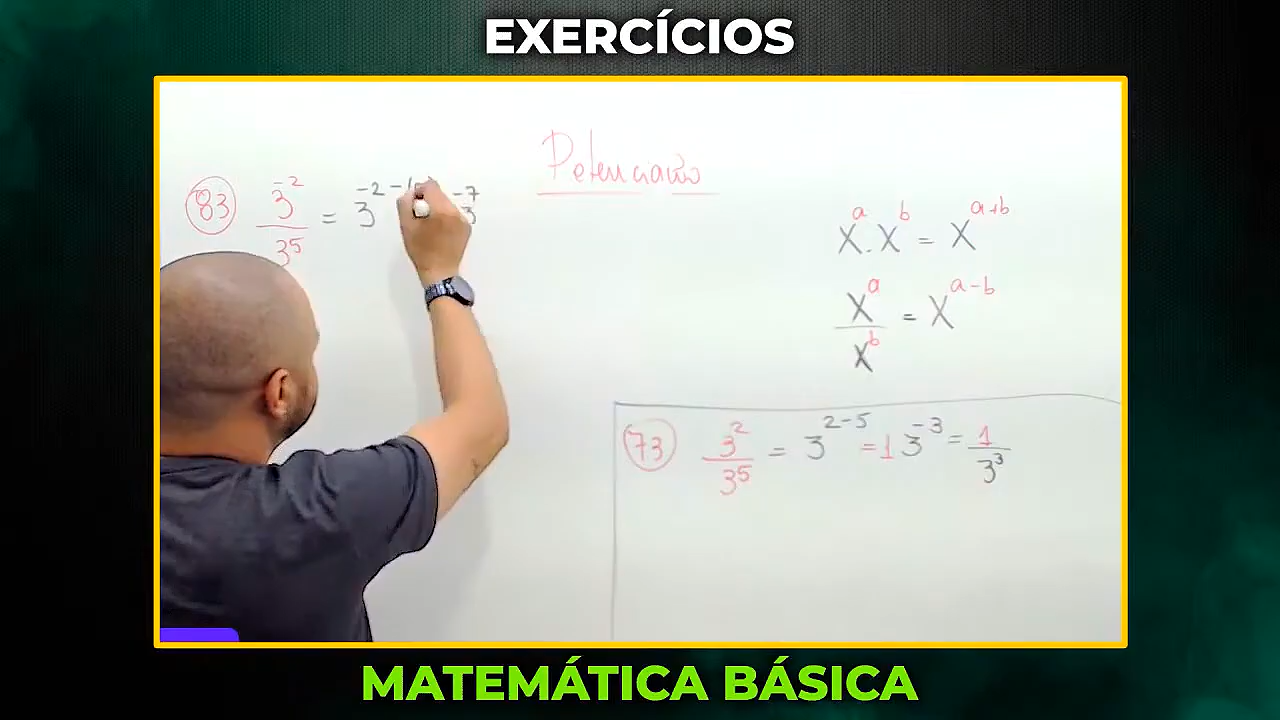 EXERCÍCIOS
Potenciação
83 3^-2 / 3^5 = 3^-2-(5) 3^-7
x^a . x^b = x^a+b
x^a / x^b = x^a-b
73 3^2 / 3^5 = 3^2-5 = 1 3^-3 = 1 / 3^3
MATEMÁTICA BÁSICA